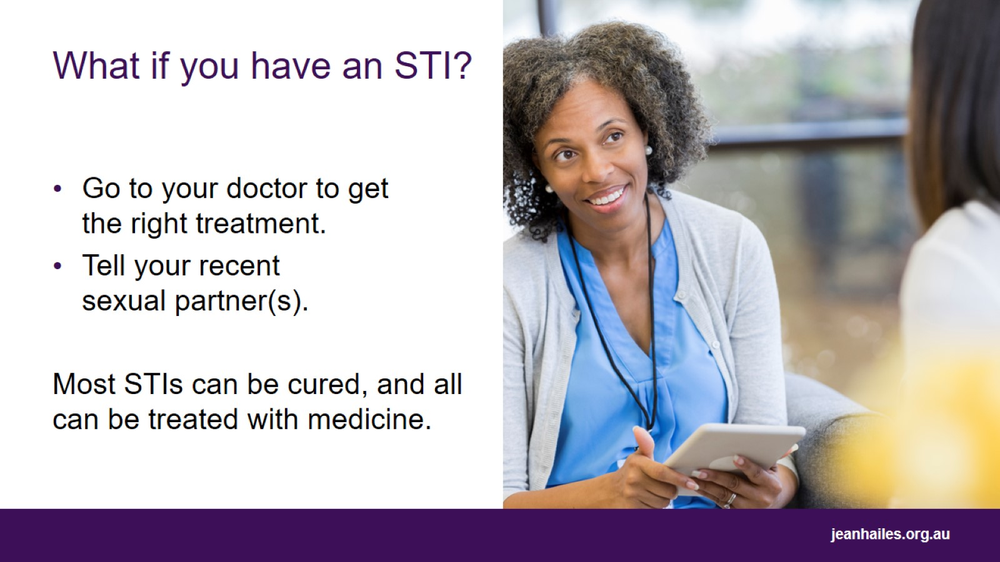 What if you have an STI?
• Go to your doctor to get
the right treatment.
• Tell your recent
sexual partner(s).
Most STIs can be cured, and all
can be treated with medicine.
jeanhailes.org.au